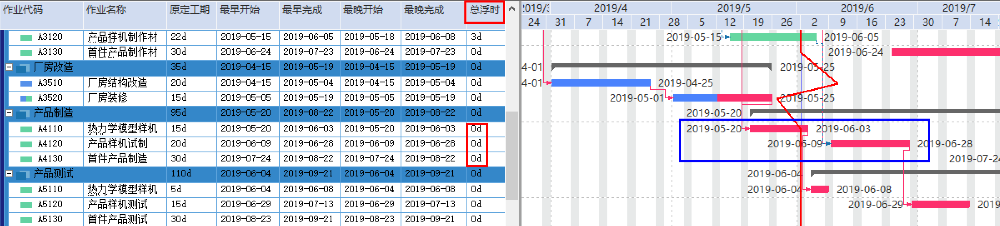 作业代码 作业名称 原定工期 最早开始 最早完成 最晚开始 最晚完成 总浮时
2019/4 2019/5 2019/6 2019/7
24 31 7 14 21 28 5 12 19 26 2 9 16 23 30 7 14
A3120 产品样机制作材 22d 2019-05-15 2019-06-05 2019-05-18 2019-06-08 3d 2019-05-15 2019-06-05
A3130 首件产品制作材 30d 2019-06-24 2019-07-23 2019-06-24 2019-07-23 0d 2019-06-24
厂房改造 35d 2019-04-15 2019-05-19 2019-04-15 2019-05-19 0d 4-01 2019-05-25
A3510 厂房结构改造 20d 2019-04-15 2019-05-04 2019-04-15 2019-05-04 0d 4-01 2019-04-25
A3520 厂房装修 15d 2019-05-05 2019-05-19 2019-05-05 2019-05-19 0d 2019-05-01 2019-05-25
产品制造 95d 2019-05-20 2019-08-22 2019-05-20 2019-08-22 0d 2019-05-20
A4110 热力学模型样机 15d 2019-05-20 2019-06-03 2019-05-20 2019-06-03 0d 2019-05-20 2019-06-03
A4120 产品样机试制 20d 2019-06-09 2019-06-28 2019-06-09 2019-06-28 0d 2019-06-09 2019-06-28
A4130 首件产品制造 30d 2019-07-24 2019-08-22 2019-07-24 2019-08-22 0d 2019-07-24
产品测试 110d 2019-06-04 2019-09-21 2019-06-04 2019-09-21 0d 2019-06-04
A5110 热力学模型样机 5d 2019-06-04 2019-06-08 2019-06-04 2019-06-08 0d 2019-06-04 2019-06-08
A5120 产品样机测试 15d 2019-06-29 2019-07-13 2019-06-29 2019-07-13 0d 2019-06-29 2019
A5130 首件产品测试 30d 2019-08-23 2019-09-21 2019-08-23 2019-09-21 0d